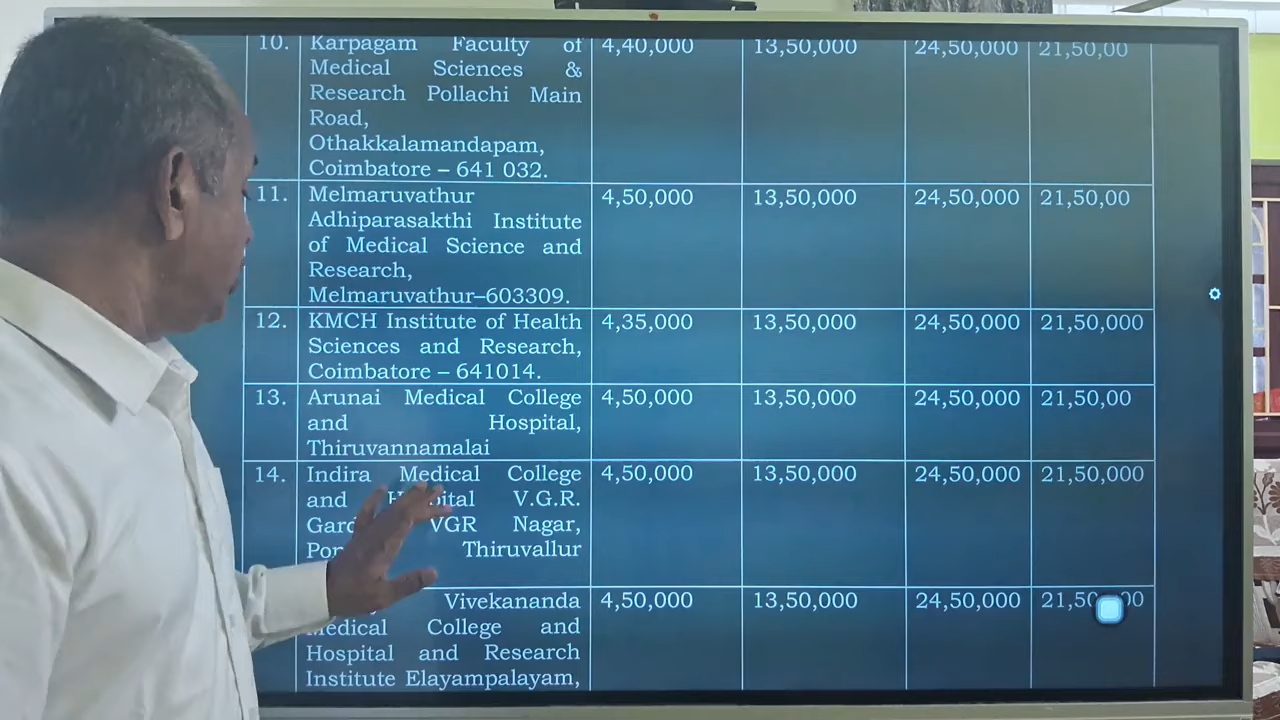 10. Karpagam Faculty of 4,40,000 13,50,000 24,50,000 21,50,00
Medical Sciences &
Research Pollachi Main
Road,
Othakkalamandapam,
Coimbatore – 641 032.
11. Melmaruvathur 4,50,000 13,50,000 24,50,000 21,50,00
Adhiparasakthi Institute
of Medical Science and
Research,
Melmaruvathur–603309.
12. KMCH Institute of Health 4,35,000 13,50,000 24,50,000 21,50,000
Sciences and Research,
Coimbatore – 641014.
13. Arunai Medical College 4,50,000 13,50,000 24,50,000 21,50,00
and Hospital,
Thiruvannamalai
14. Indira Medical College 4,50,000 13,50,000 24,50,000 21,50,000
and V.G.R.
VGR Nagar,
Thiruvallur
Vivekananda 4,50,000 13,50,000 24,50,000
Medical College and
Hospital and Research
Institute Elayampalayam,